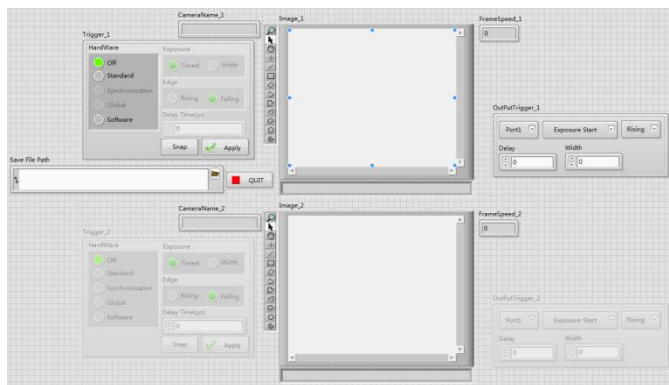 CameraName_1
Image_1
FrameSpeed_1
0
Trigger_1
HardWare
Off
Standard
Synchronization
Global
Software
Exposure
Timed
Width
Edge
Rising
Falling
Delay Time(μs)
0
Snap
Apply
OutPutTrigger_1
Port1
Exposure Start
Rising
Delay
Width
0
0
Save File Path
QUIT
CameraName_2
Image_2
FrameSpeed_2
0
Trigger_2
HardWare
Off
Standard
Synchronization
Global
Software
Exposure
Timed
Width
Edge
Rising
Falling
Delay Time(μs)
0
Snap
Apply
OutPutTrigger_2
Port1
Exposure Start
Rising
Delay
Width
0
0